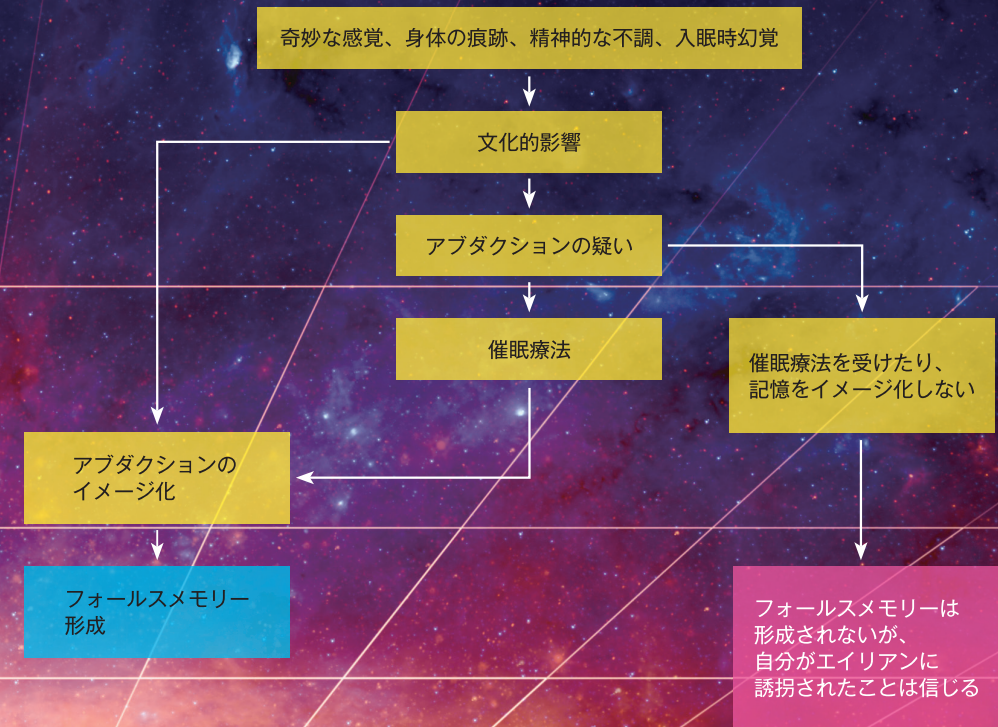 奇妙な感覚、身体の痕跡、精神的な不調、入眠時幻覚
文化的影響
アブダクションの疑い
催眠療法
催眠療法を受けたり、
記憶をイメージ化しない
アブダクションの
イメージ化
フォールスメモリー
形成
フォールスメモリーは
形成されないが、
自分がエイリアンに
誘拐されたことは信じる